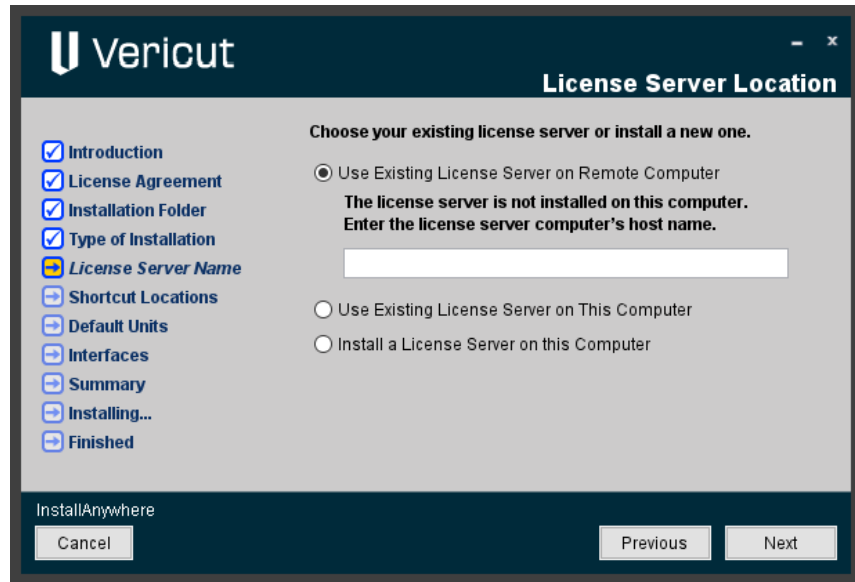 Vericut
License Server Location
Introduction
License Agreement
Installation Folder
Type of Installation
License Server Name
Shortcut Locations
Default Units
Interfaces
Summary
Installing...
Finished
Choose your existing license server or install a new one.
Use Existing License Server on Remote Computer
The license server is not installed on this computer.
Enter the license server computer's host name.
Use Existing License Server on This Computer
Install a License Server on this Computer
InstallAnywhere
Cancel
Previous
Next